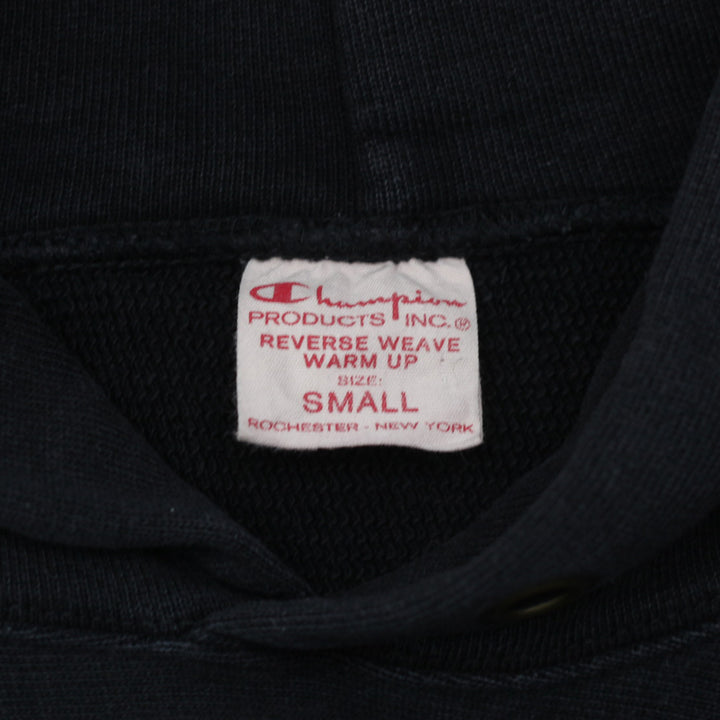 Champion
PRODUCTS INC.®
REVERSE WEAVE
WARM UP
SIZE:
SMALL
ROCHESTER - NEW YORK